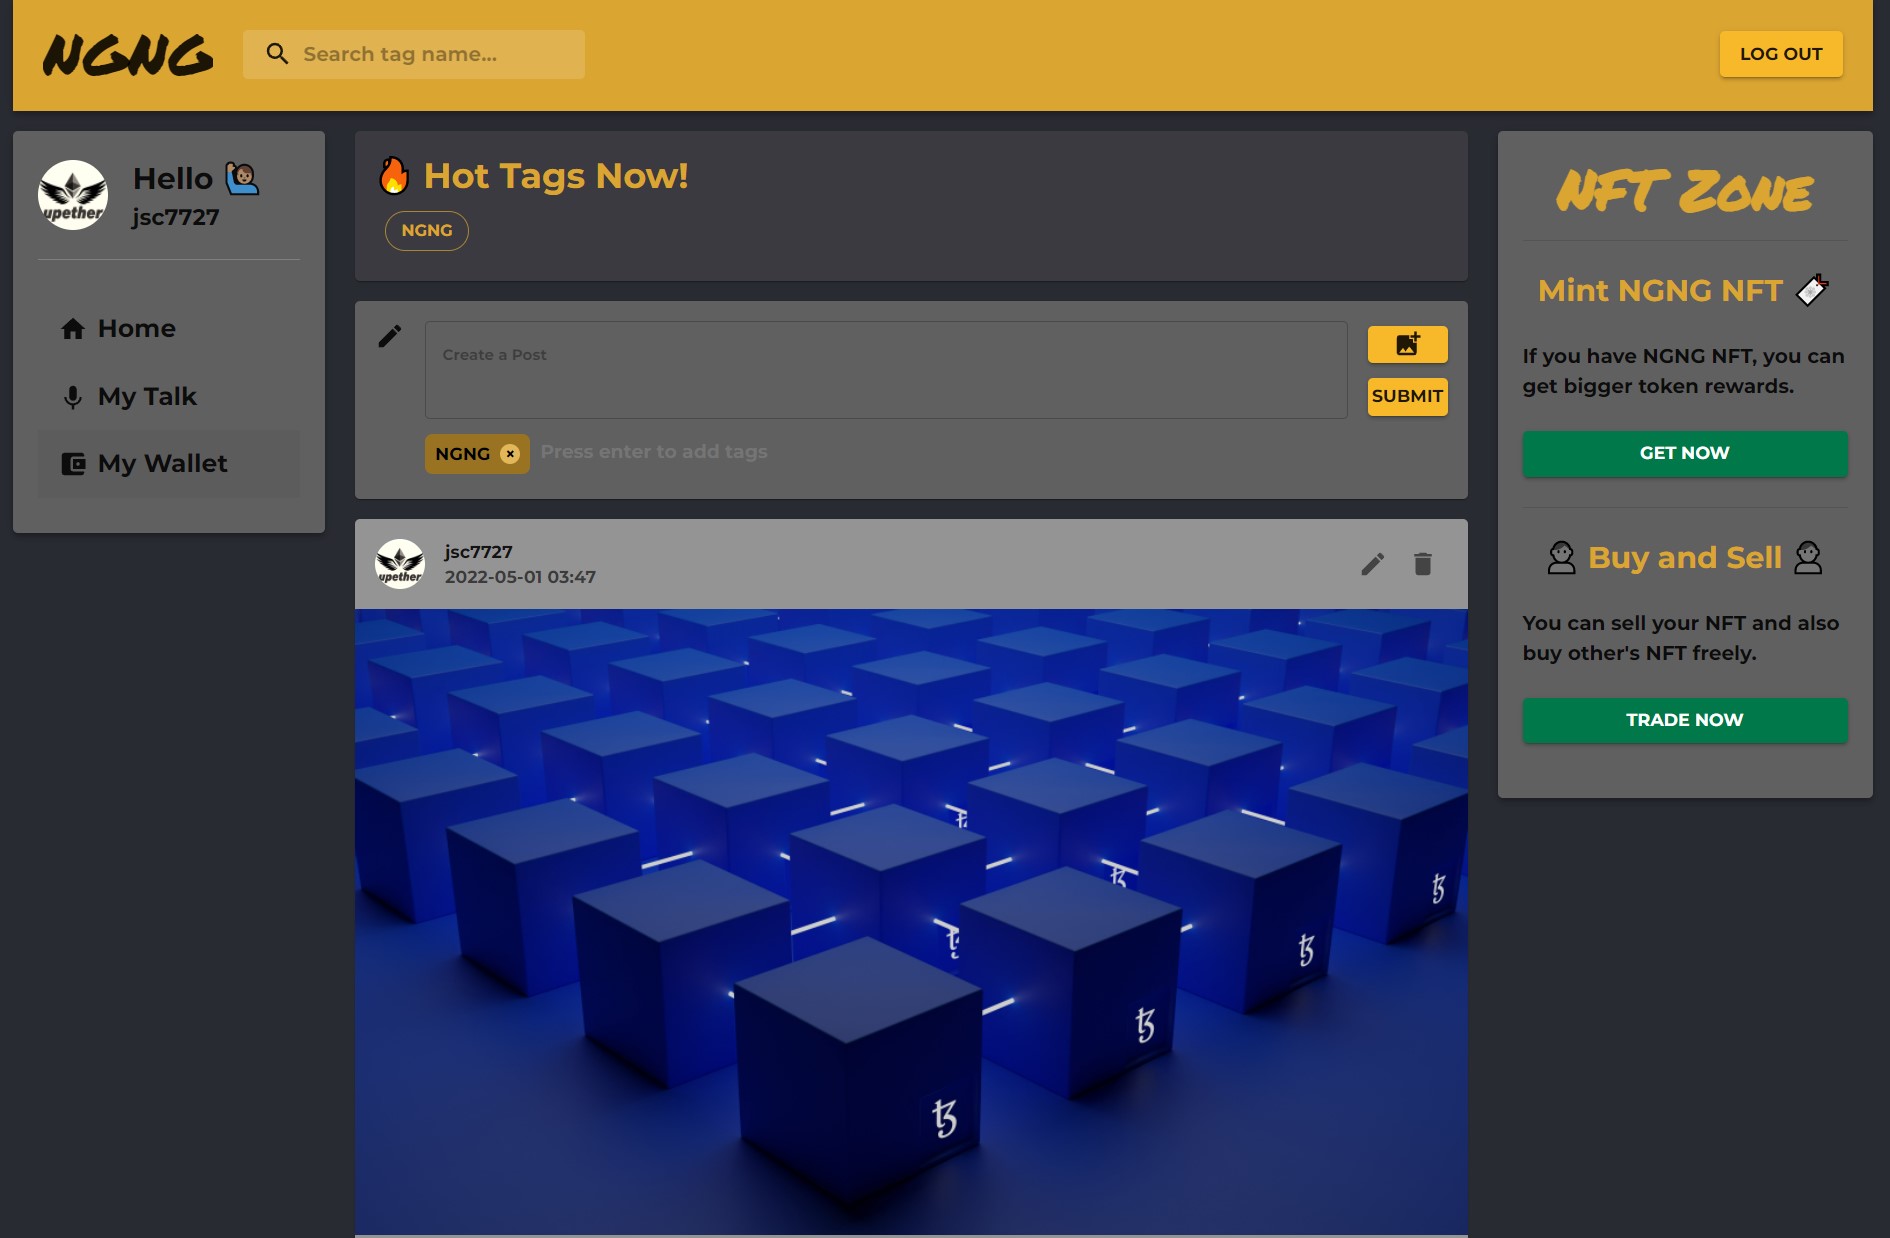 NGNG
Search tag name...
LOG OUT
upether
Hello
jsc7727
Home
My Talk
My Wallet
Hot Tags Now!
NGNG
Create a Post
SUBMIT
NGNG ×
Press enter to add tags
upether
jsc7727
2022-05-01 03:47
NFT ZONE
Mint NGNG NFT
If you have NGNG NFT, you can
get bigger token rewards.
GET NOW
Buy and Sell
You can sell your NFT and also
buy other's NFT freely.
TRADE NOW